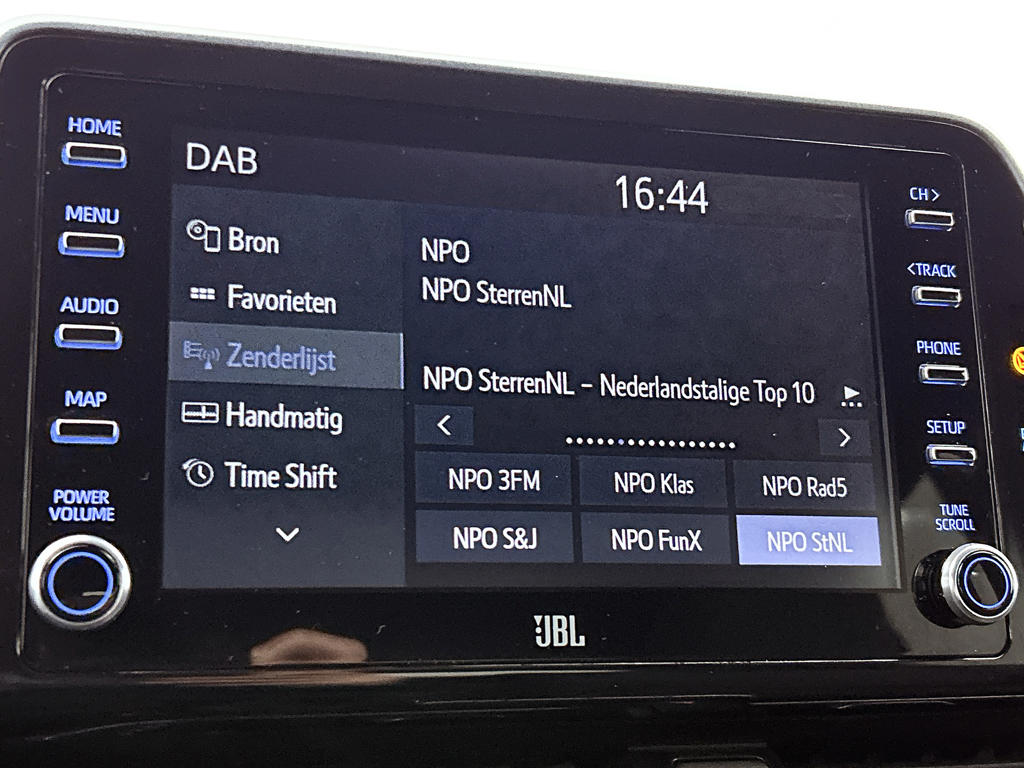 HOME
MENU
AUDIO
MAP
POWER
VOLUME
DAB
16:44
Bron
Favorieten
Zenderlijst
Handmatig
Time Shift
NPO
NPO SterrenNL
NPO SterrenNL – Nederlandstalige Top 10
NPO 3FM NPO Klas NPO Rad5
NPO S&J NPO FunX NPO StNL
CH >
< TRACK
PHONE
SETUP
TUNE
SCROLL
JBL